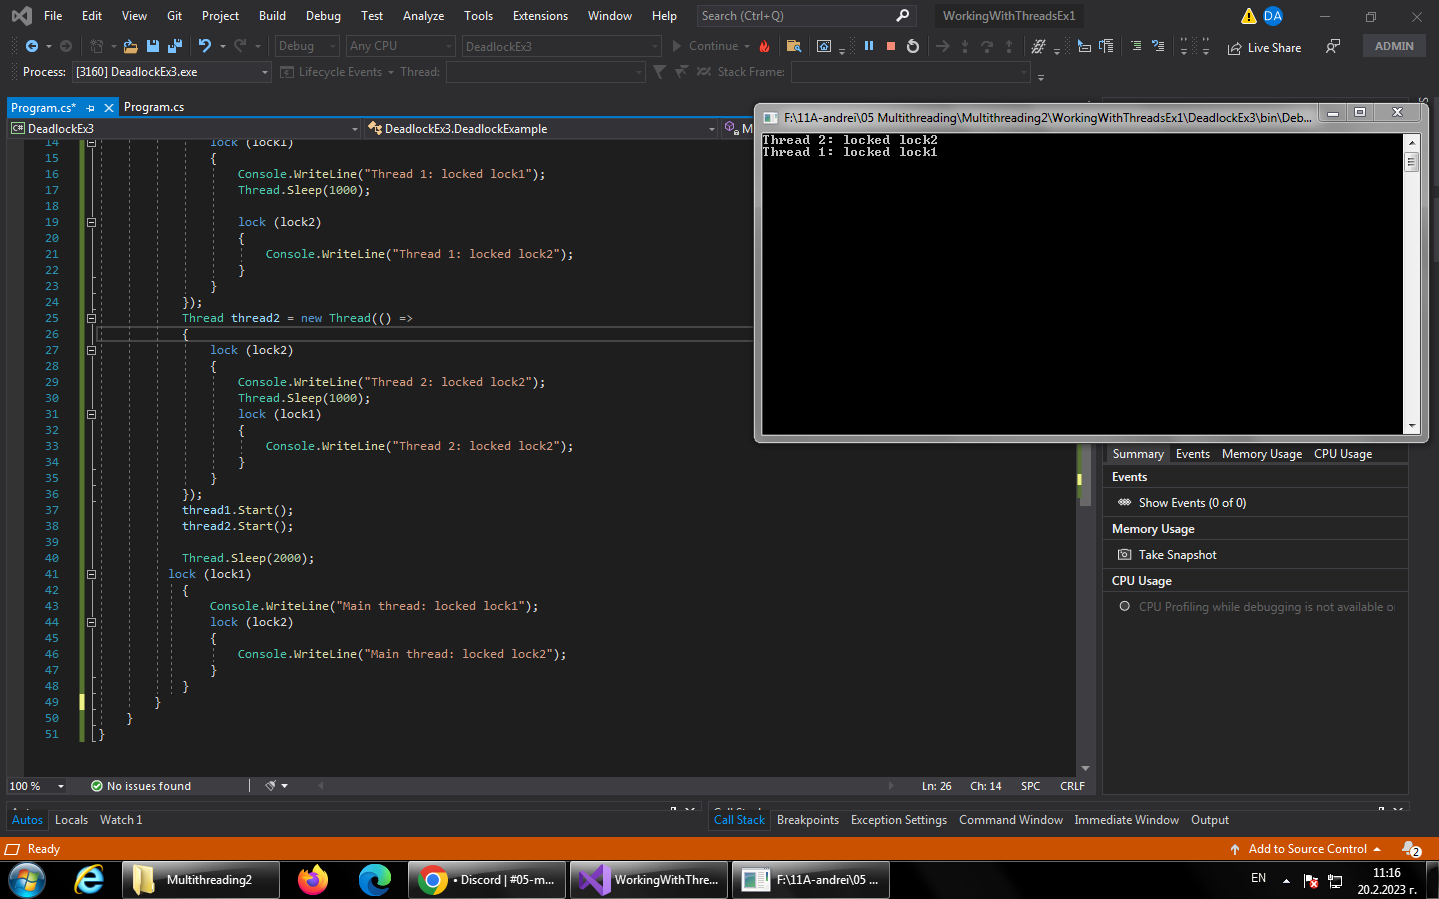 File Edit View Git Project Build Debug Test Analyze Tools Extensions Window Help Search (Ctrl+Q) WorkingWithThreadsEx1 DA
Debug Any CPU DeadlockEx3 Continue Live Share ADMIN
Process: [3160] DeadlockEx3.exe Lifecycle Events Thread: Stack Frame:
Program.cs* Program.cs
C# DeadlockEx3 DeadlockEx3.DeadlockExample M
14 lock (lock1)
15 {
16 Console.WriteLine("Thread 1: locked lock1");
17 Thread.Sleep(1000);
18
19 lock (lock2)
20 {
21 Console.WriteLine("Thread 1: locked lock2");
22 }
23 }
24 });
25 Thread thread2 = new Thread(() =>
26 {
27 lock (lock2)
28 {
29 Console.WriteLine("Thread 2: locked lock2");
30 Thread.Sleep(1000);
31 lock (lock1)
32 {
33 Console.WriteLine("Thread 2: locked lock2");
34 }
35 }
36 });
37 thread1.Start();
38 thread2.Start();
39
40 Thread.Sleep(2000);
41 lock (lock1)
42 {
43 Console.WriteLine("Main thread: locked lock1");
44 lock (lock2)
45 {
46 Console.WriteLine("Main thread: locked lock2");
47 }
48 }
49 }
50 }
51 }
F:\11A-andrei\05 Multithreading\Multithreading2\WorkingWithThreadsEx1\DeadlockEx3\bin\Deb...
Thread 2: locked lock2
Thread 1: locked lock1
Summary Events Memory Usage CPU Usage
Events
Show Events (0 of 0)
Memory Usage
Take Snapshot
CPU Usage
CPU Profiling while debugging is not available o
100 % No issues found Ln: 26 Ch: 14 SPC CRLF
Autos Locals Watch 1 Call Stack Breakpoints Exception Settings Command Window Immediate Window Output
Ready Add to Source Control 2
Multithreading2 • Discord | #05-m... WorkingWithThre... F:\11A-andrei\05 ... EN 11:16
20.2.2023 г.